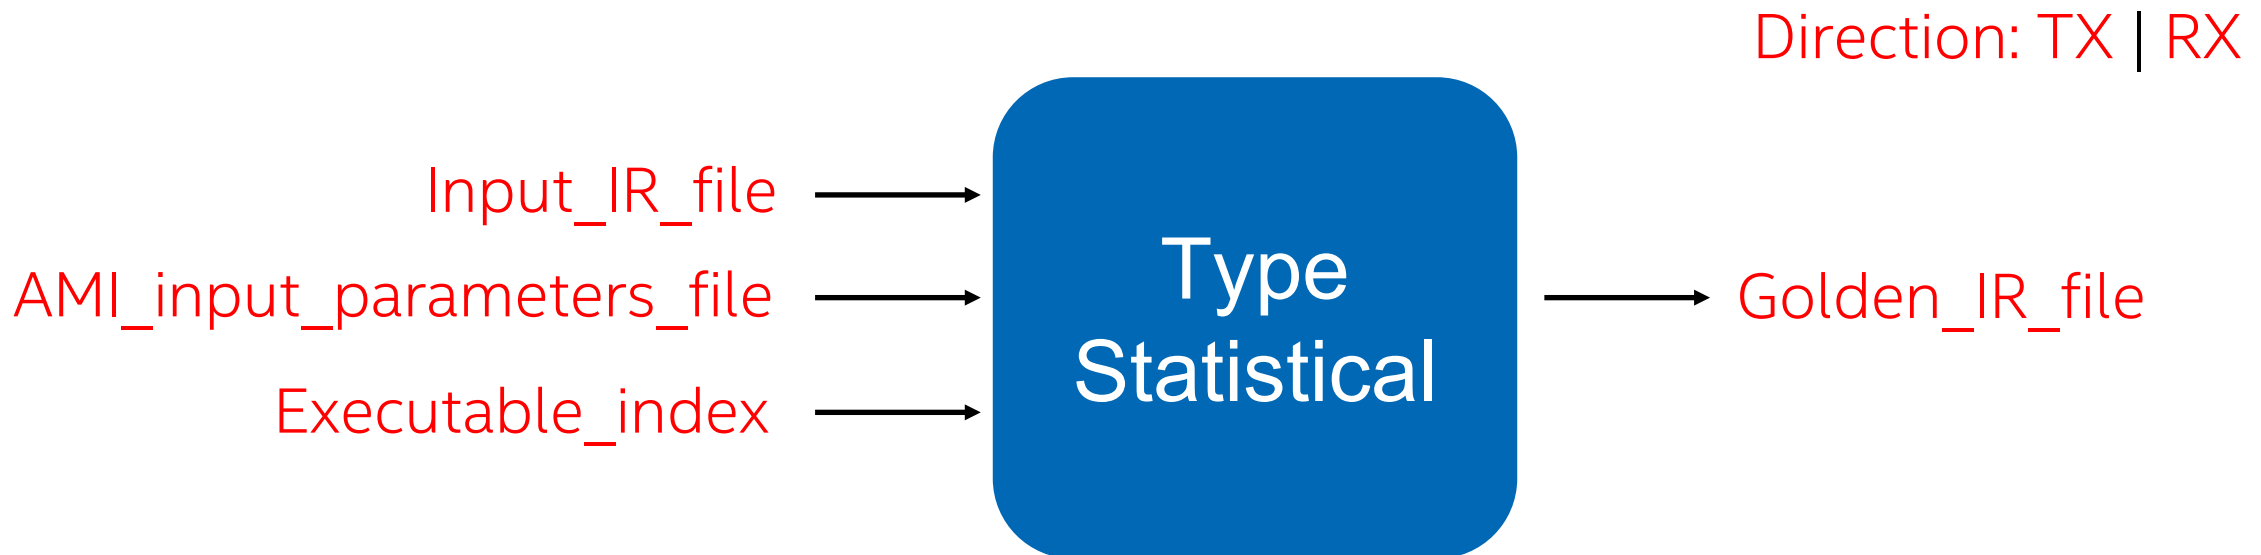 Direction: TX | RX
Input_IR_file
AMI_input_parameters_file
Executable_index
Type
Statistical
Golden_IR_file